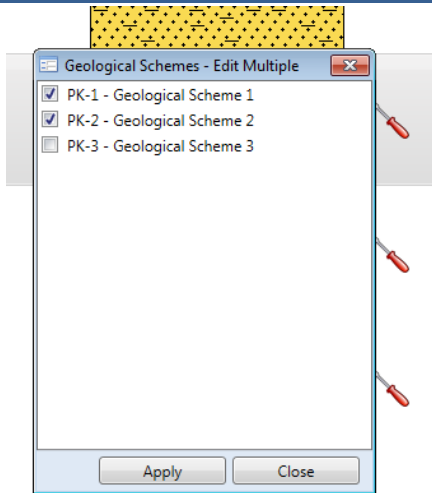 Geological Schemes - Edit Multiple
PK-1 - Geological Scheme 1
PK-2 - Geological Scheme 2
PK-3 - Geological Scheme 3
Apply
Close